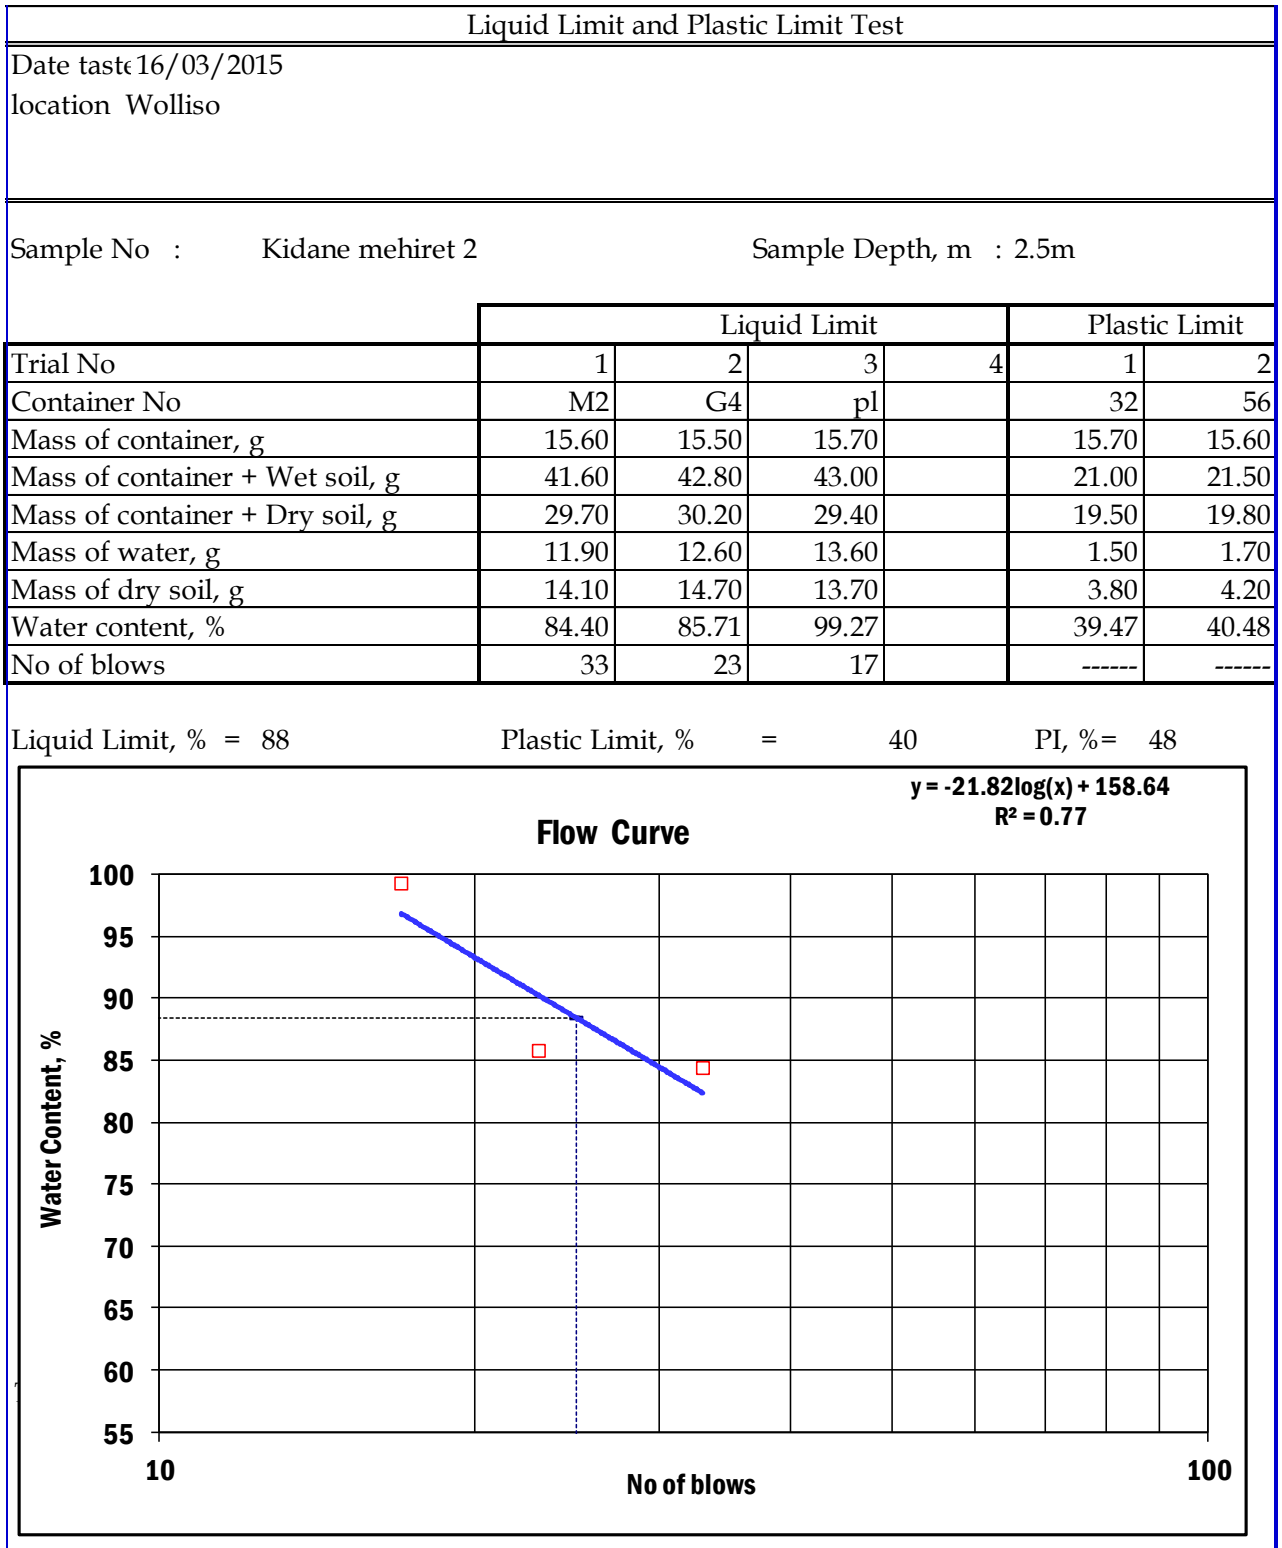 Liquid Limit and Plastic Limit Test
Date taste 16/03/2015
location Wolliso
Sample No : Kidane mehiret 2 Sample Depth, m : 2.5m
Liquid Limit Plastic Limit
Trial No 1 2 3 4 1 2
Container No M2 G4 pl 32 56
Mass of container, g 15.60 15.50 15.70 15.70 15.60
Mass of container + Wet soil, g 41.60 42.80 43.00 21.00 21.50
Mass of container + Dry soil, g 29.70 30.20 29.40 19.50 19.80
Mass of water, g 11.90 12.60 13.60 1.50 1.70
Mass of dry soil, g 14.10 14.70 13.70 3.80 4.20
Water content, % 84.40 85.71 99.27 39.47 40.48
No of blows 33 23 17 ------ ------
Liquid Limit, % = 88 Plastic Limit, % = 40 PI, %= 48
y = -21.82log(x) + 158.64
R² = 0.77
Flow Curve
100
95
90
85
80
75
70
65
60
55
Water Content, %
10 100
No of blows